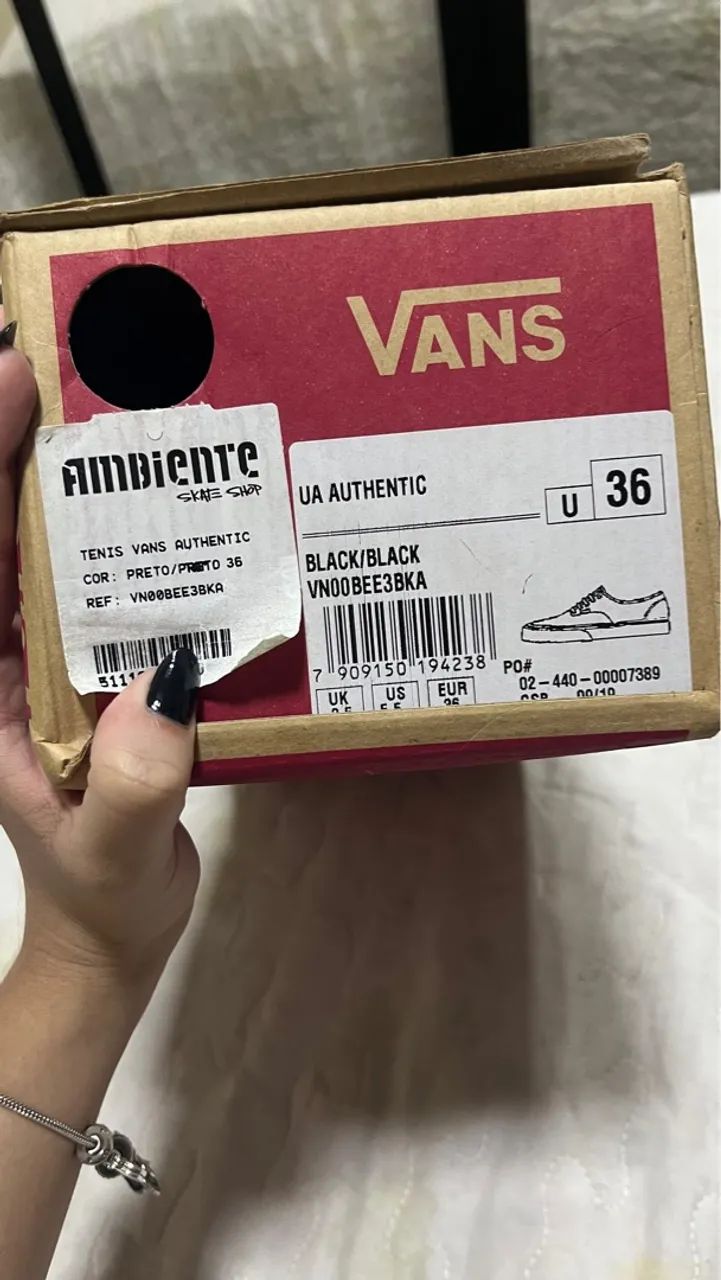 VANS
AMBIENTE
SKATE SHOP
TENIS VANS AUTHENTIC
COR: PRETO/PRETO 36
REF: VN00BEE3BKA
UA AUTHENTIC
U
36
BLACK/BLACK
VN00BEE3BKA
7 909150 194238
PO#
02-440-00007389
UK
US
EUR